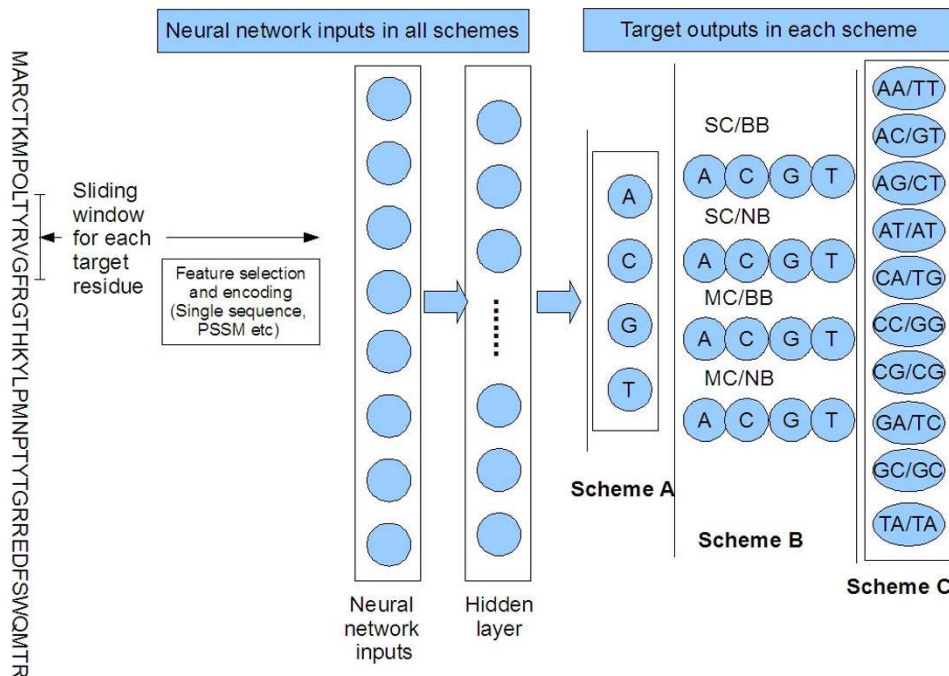 Neural network inputs in all schemes
Target outputs in each scheme
MARCTKMPOLTYRVGFRGTHKYLPMNPTYTGRREDFSWQMTR
Sliding
window
for each
target
residue
Feature selection
and encoding
(Single sequence,
PSSM etc)
Neural
network
inputs
Hidden
layer
A
C
G
T
Scheme A
SC/BB
A C G T
SC/NB
A C G T
MC/BB
A C G T
MC/NB
A C G T
Scheme B
AA/TT
AC/GT
AG/CT
AT/AT
CA/TG
CC/GG
CG/CG
GA/TC
GC/GC
TA/TA
Scheme C